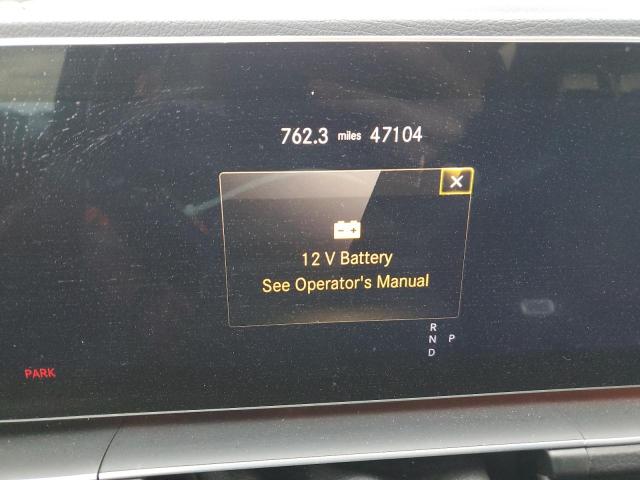 762.3 miles 47104
X
- +
12 V Battery
See Operator's Manual
R
N P
D
PARK